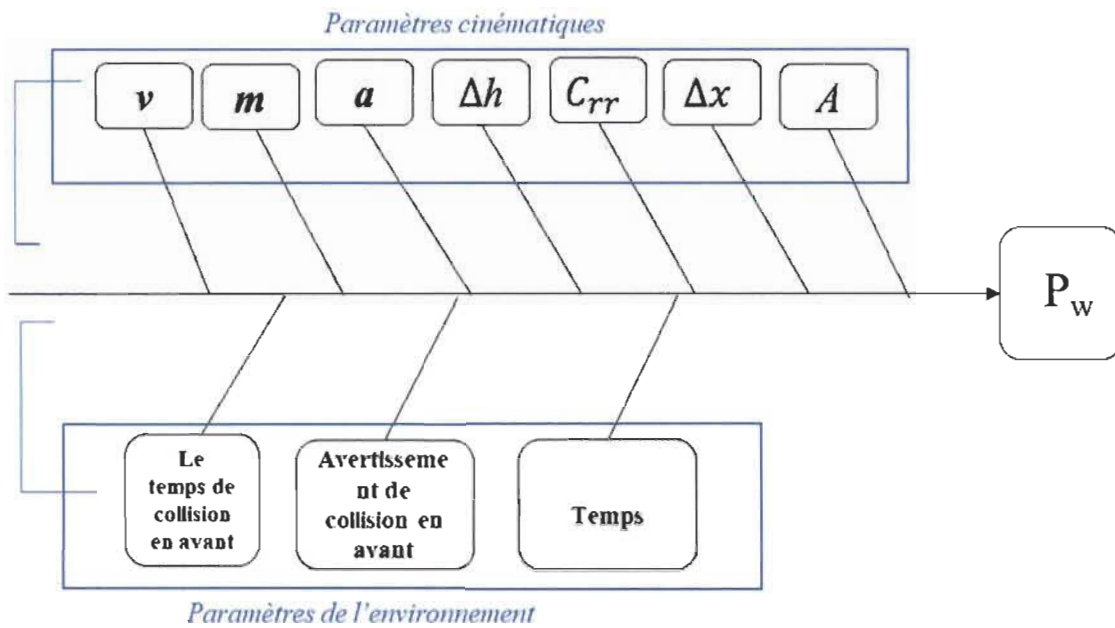 Paramètres cinématiques
v m a Δh C_rr Δx A
P_w
Le
temps de
collision
en avant
Avertisseme
nt de
collision en
avant
Temps
Paramètres de l'environnement